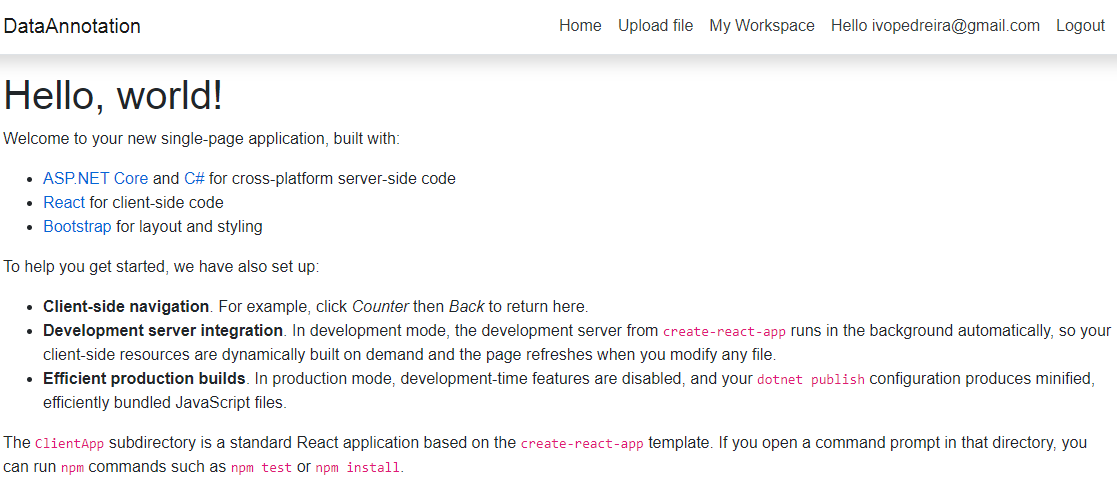 DataAnnotation Home Upload file My Workspace Hello ivopedreira@gmail.com Logout
Hello, world!
Welcome to your new single-page application, built with:
• ASP.NET Core and C# for cross-platform server-side code
• React for client-side code
• Bootstrap for layout and styling
To help you get started, we have also set up:
• Client-side navigation. For example, click Counter then Back to return here.
• Development server integration. In development mode, the development server from create-react-app runs in the background automatically, so your
client-side resources are dynamically built on demand and the page refreshes when you modify any file.
• Efficient production builds. In production mode, development-time features are disabled, and your dotnet publish configuration produces minified,
efficiently bundled JavaScript files.
The ClientApp subdirectory is a standard React application based on the create-react-app template. If you open a command prompt in that directory, you
can run npm commands such as npm test or npm install.